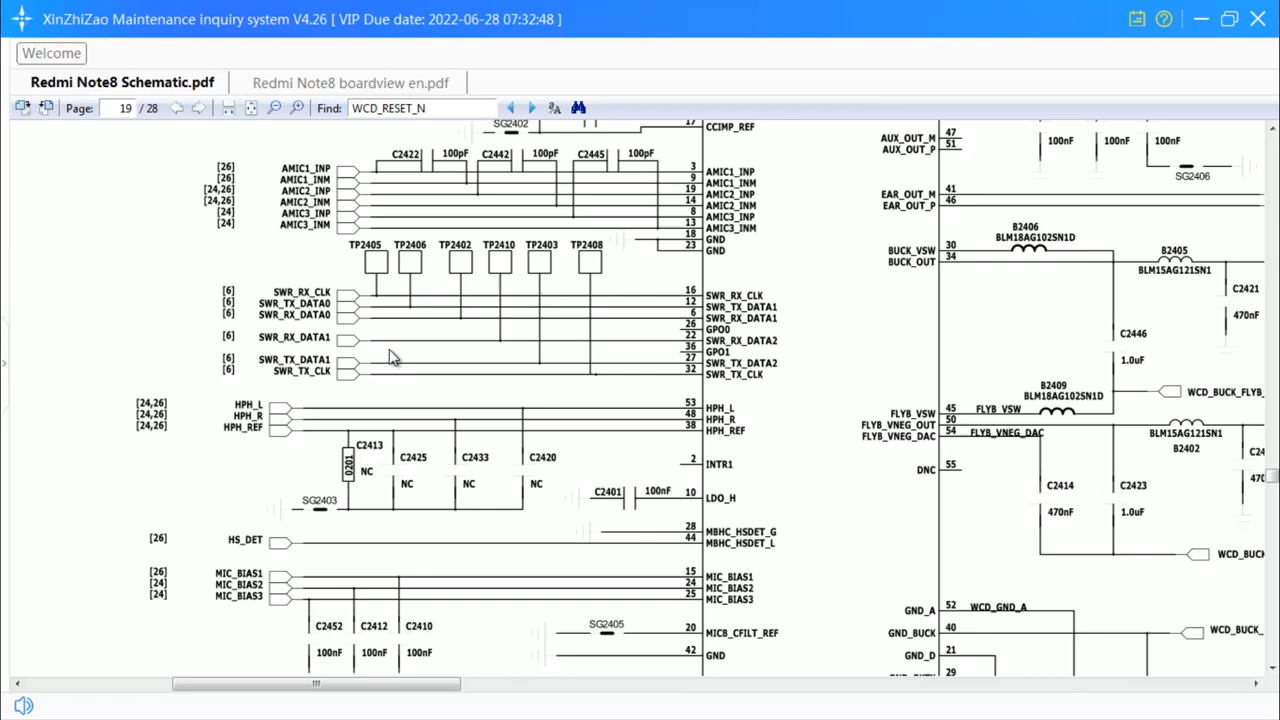 XinZhiZao Maintenance inquiry system V4.26 [ VIP Due date: 2022-06-28 07:32:48 ]
Welcome
Redmi Note8 Schematic.pdf
Redmi Note8 boardview en.pdf
Page: 19 / 28
Find: WCD_RESET_N
SG2402
17 CCIMP_REF
C2422 100pF C2442 100pF C2445 100pF
[26] AMIC1_INP 3 AMIC1_INP
[26] AMIC1_INM 9 AMIC1_INM
[24,26] AMIC2_INP 19 AMIC2_INP
[24,26] AMIC2_INM 14 AMIC2_INM
[24] AMIC3_INP 8 AMIC3_INP
[24] AMIC3_INM 13 AMIC3_INM
18 GND
23 GND
TP2405 TP2406 TP2402 TP2410 TP2403 TP2408
[6] SWR_RX_CLK 16 SWR_RX_CLK
[6] SWR_TX_DATA0 12 SWR_TX_DATA1
[6] SWR_RX_DATA0 6 SWR_RX_DATA1
26 GPO0
[6] SWR_RX_DATA1 22 SWR_RX_DATA2
36 GPO1
[6] SWR_TX_DATA1 27 SWR_TX_DATA2
[6] SWR_TX_CLK 32 SWR_TX_CLK
[24,26] HPH_L 53 HPH_L
[24,26] HPH_R 48 HPH_R
[24,26] HPH_REF 38 HPH_REF
C2413 C2425 C2433 C2420
0201 NC NC NC NC
2 INTR1
SG2403
C2401 100nF 10 LDO_H
28 MBHC_HSDET_G
[26] HS_DET 44 MBHC_HSDET_L
[26] MIC_BIAS1 15 MIC_BIAS1
[24] MIC_BIAS2 24 MIC_BIAS2
[24] MIC_BIAS3 25 MIC_BIAS3
C2452 C2412 C2410
100nF 100nF 100nF
SG2405
20 MICB_CFILT_REF
42 GND
AUX_OUT_M 47
AUX_OUT_P 51
100nF 100nF 100nF
SG2406
EAR_OUT_M 41
EAR_OUT_P 46
B2406
BLM18AG102SN1D
BUCK_VSW 30
BUCK_OUT 34
B2405
BLM15AG121SN1
C2421
470nF
C2446
1.0uF
B2409
BLM18AG102SN1D
WCD_BUCK_FLYB_
FLYB_VSW 45 FLYB_VSW
FLYB_VNEG_OUT 50
FLYB_VNEG_DAC 54 FLYB_VNEG_DAC
BLM15AG121SN1
B2402
DNC 55
C2414 C2423
470nF 1.0uF
WCD_BUCK
GND_A 52 WCD_GND_A
GND_BUCK 40
WCD_BUCK_
GND_D 21
29